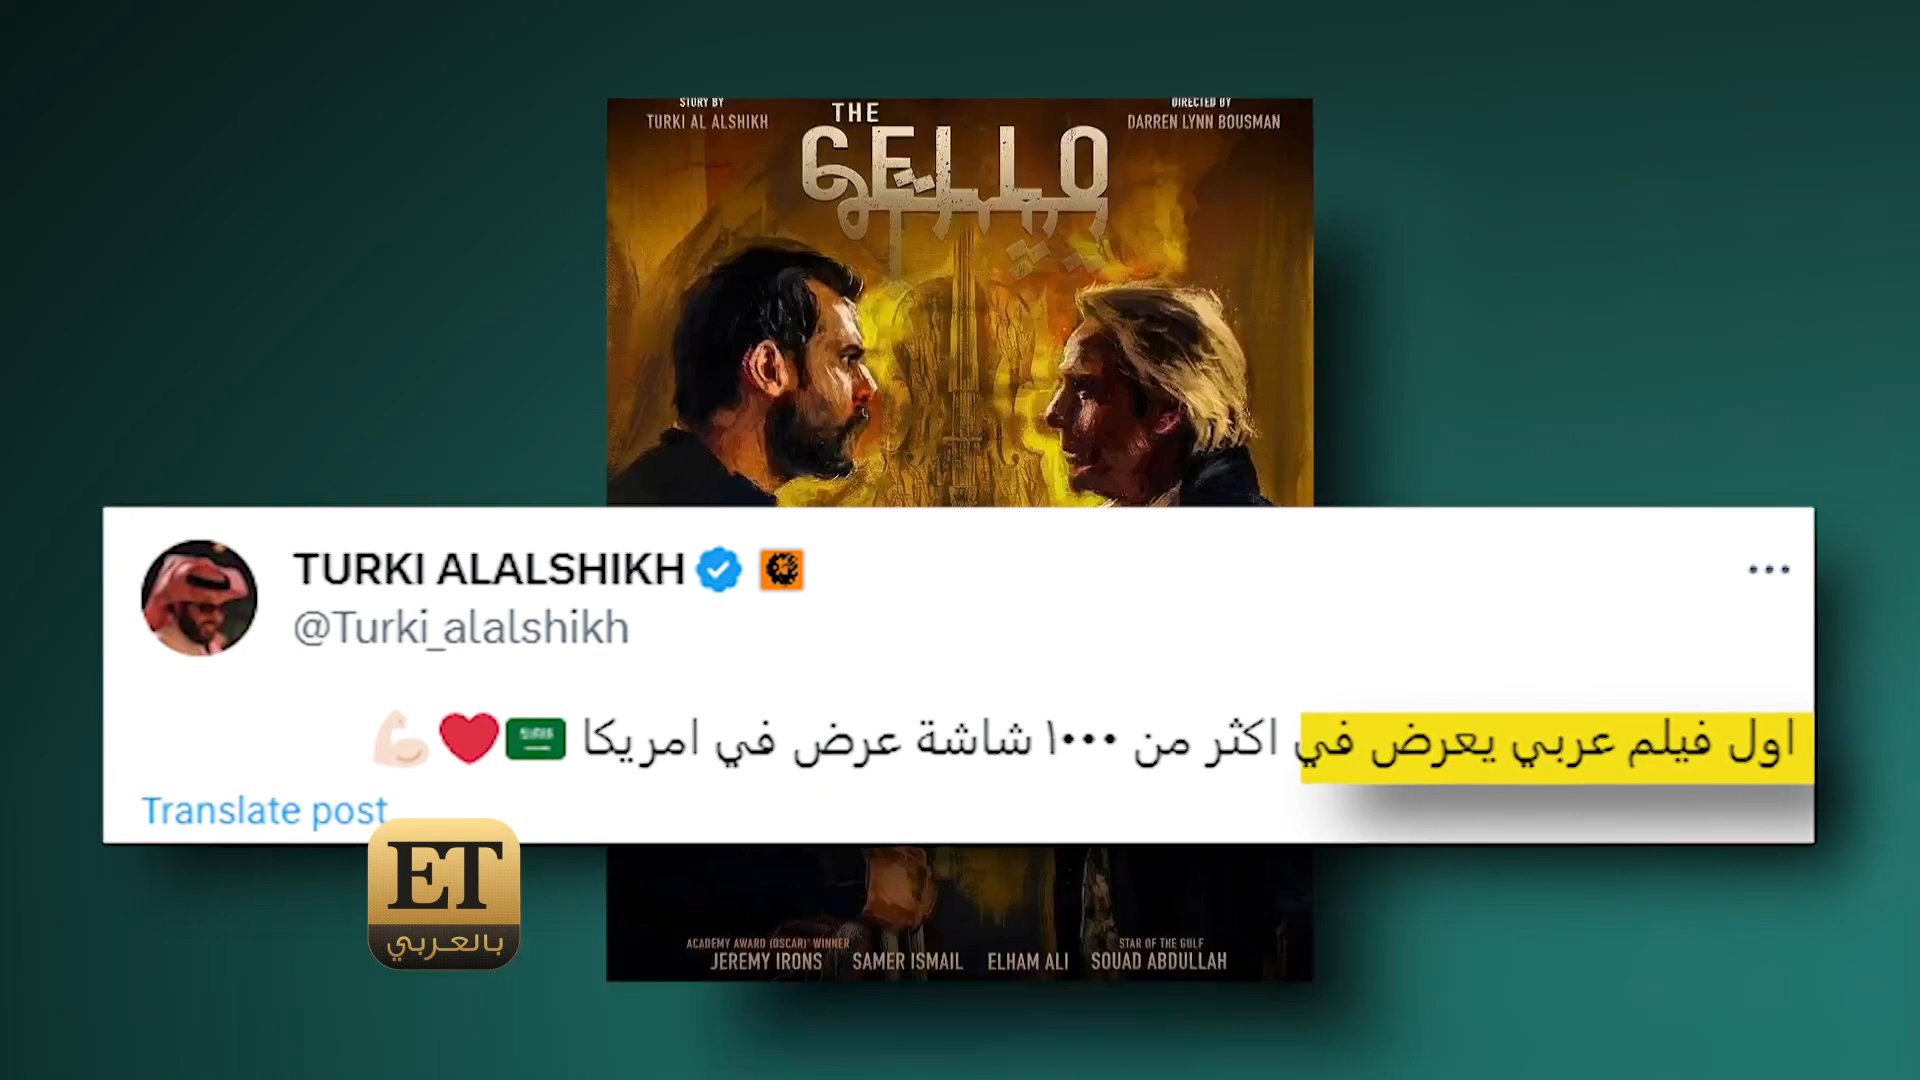 STORY BY
TURKI AL ALSHIKH
DIRECTED BY
DARREN LYNN BOUSMAN
THE
CELLO
TURKI ALALSHIKH
@Turki_alalshikh
اول فيلم عربي يعرض في اكثر من ١٠٠٠ شاشة عرض في امريكا 🇸🇦❤️💪🏻
Translate post
ET
بالعربي
ACADEMY AWARD (OSCAR)® WINNER
JEREMY IRONS
SAMER ISMAIL
ELHAM ALI
STAR OF THE GULF
SOUAD ABDULLAH